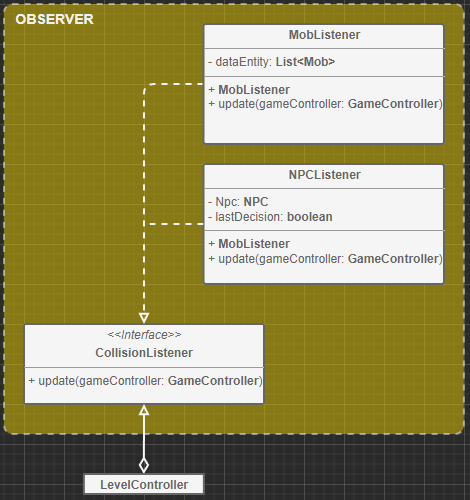 OBSERVER
MobListener
- dataEntity: List<Mob>
+ MobListener
+ update(gameController: GameController)
NPCListener
- Npc: NPC
- lastDecision: boolean
+ MobListener
+ update(gameController: GameController)
<<Interface>>
CollisionListener
+ update(gameController: GameController)
LevelController